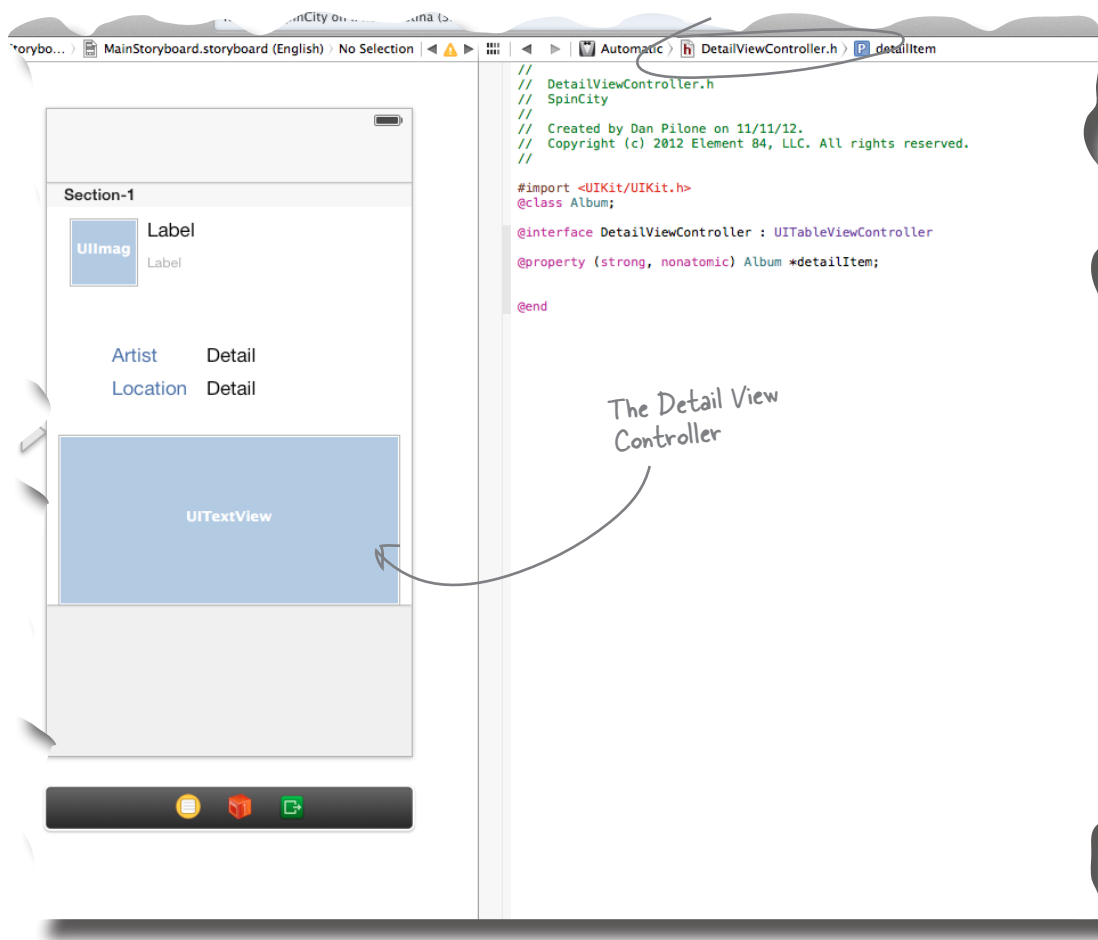 MainStoryboard.storyboard (English) No Selection
Automatic DetailViewController.h detailItem
//
// DetailViewController.h
// SpinCity
//
// Created by Dan Pilone on 11/11/12.
// Copyright (c) 2012 Element 84, LLC. All rights reserved.
//
#import <UIKit/UIKit.h>
@class Album;
@interface DetailViewController : UITableViewController
@property (strong, nonatomic) Album *detailItem;
@end
Section-1
UIImag
Label
Label
Artist Detail
Location Detail
UITextView
The Detail View
Controller